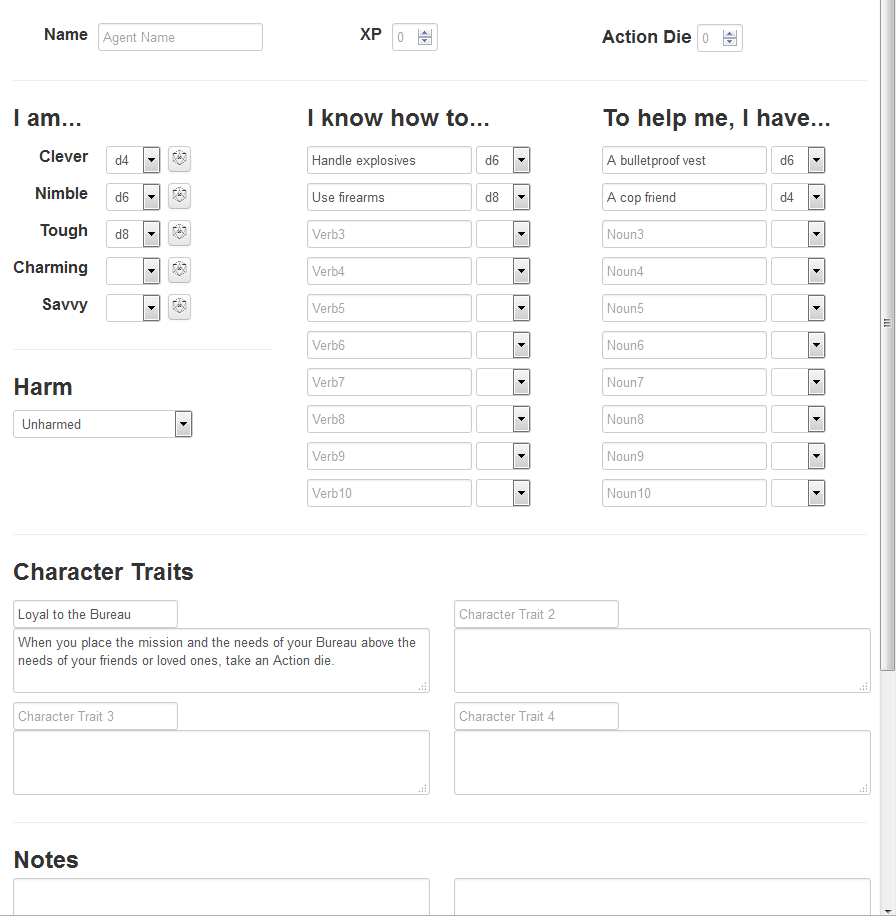 Name Agent Name XP 0 Action Die 0
I am... I know how to... To help me, I have...
Clever d4 Handle explosives d6 A bulletproof vest d6
Nimble d6 Use firearms d8 A cop friend d4
Tough d8 Verb3 Noun3
Charming Verb4 Noun4
Savvy Verb5 Noun5
Verb6 Noun6
Harm Verb7 Noun7
Unharmed Verb8 Noun8
Verb9 Noun9
Verb10 Noun10
Character Traits
Loyal to the Bureau Character Trait 2
When you place the mission and the needs of your Bureau above the
needs of your friends or loved ones, take an Action die.
Character Trait 3 Character Trait 4
Notes